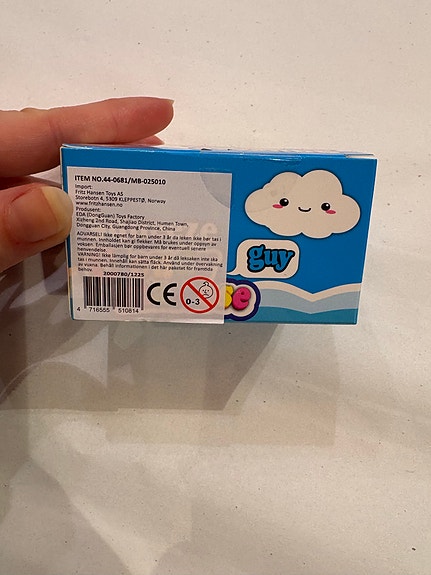 ITEM NO.44-0681/MB-025010
Import:
Fritz Hansen Toys AS
Storebotn 4, 5309 KLEPPESTØ, Norway
www.fritzhansen.no
Produsent:
EDA (DongGuan) Toys Factory
Xizheng 2nd Road, Shajiao District, Humen Town,
Dongguan City, Guangdong Province, China
ADVARSEL! Ikke egnet for barn under 3 år da leken ikke bør tas i
munnen. Innholdet kan gi flekker. Må brukes under oppsyn av
voksen. Emballasjen bør oppbevares for eventuell senere
henvendelse.
VARNING! Ikke lämplig for barn under 3 år då leksaken inte ska
tas i munnen. Innehåll kan sätta fläck. Använd under övervakning
av vuxna. Behåll informationen i det här paketet för framtida
behov.
2000780/1225
4 716555 510814
CE
0-3
guy
se